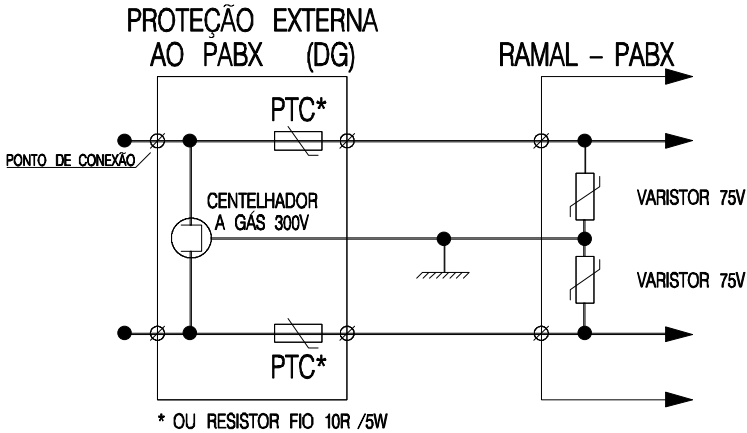 PROTEÇÃO EXTERNA
AO PABX (DG)
RAMAL – PABX
PTC*
PONTO DE CONEXÃO
CENTELHADOR
A GÁS 300V
VARISTOR 75V
VARISTOR 75V
PTC*
* OU RESISTOR FIO 10R /5W